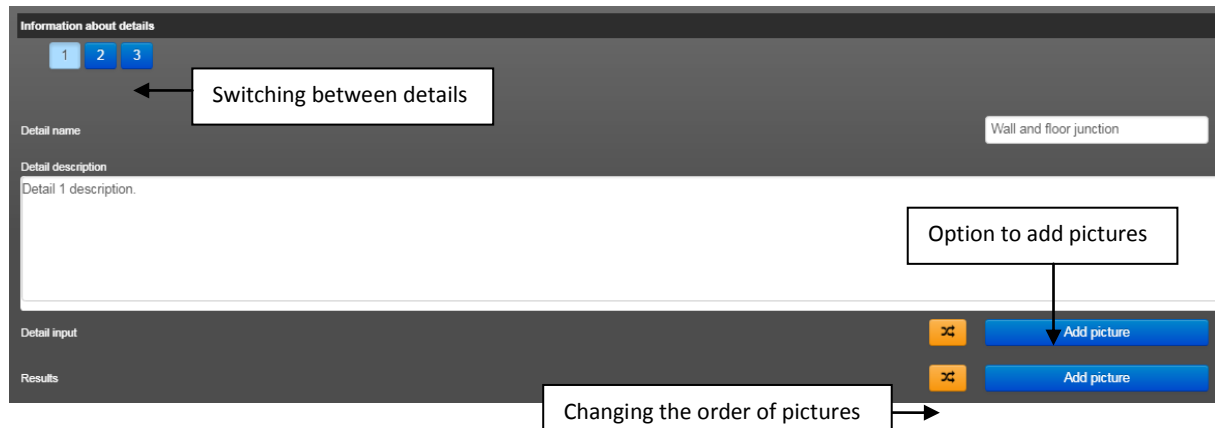 Information about details
1 2 3
Switching between details
Detail name
Wall and floor junction
Detail description
Detail 1 description.
Option to add pictures
Detail input
Add picture
Results
Add picture
Changing the order of pictures